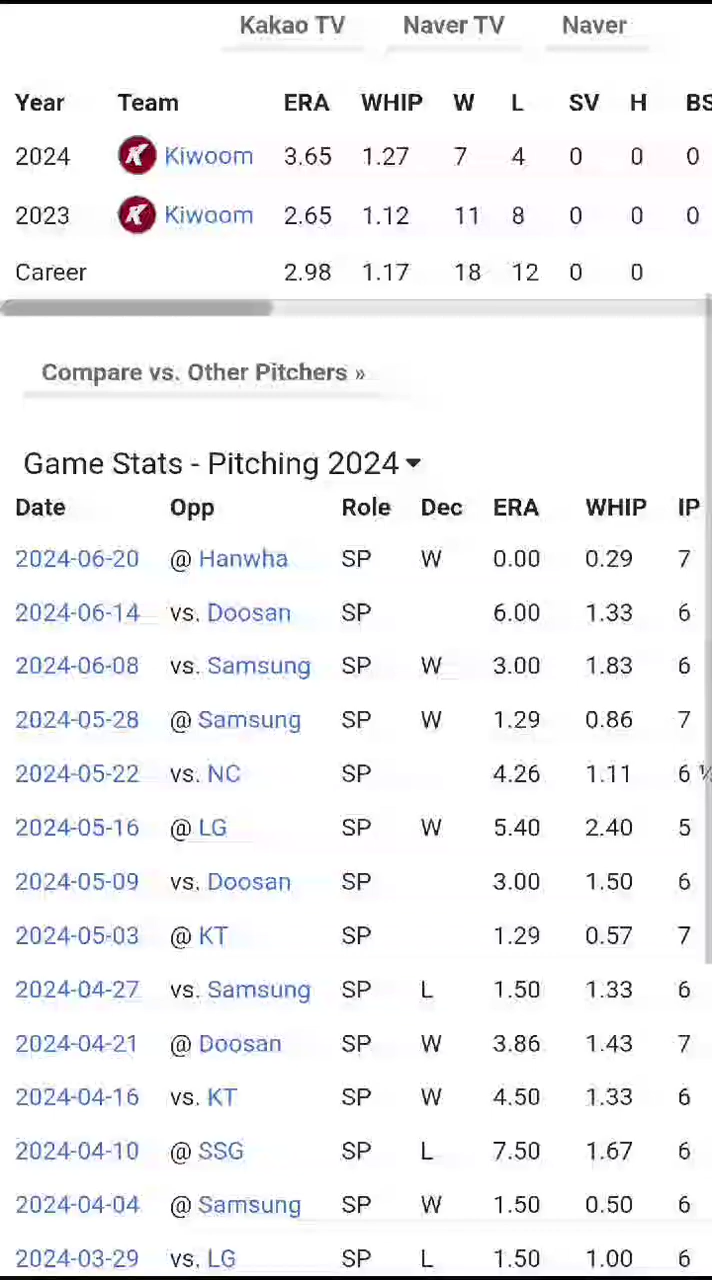 Kakao TV Naver TV Naver
Year Team ERA WHIP W L SV H BS
2024 Kiwoom 3.65 1.27 7 4 0 0 0
2023 Kiwoom 2.65 1.12 11 8 0 0 0
Career 2.98 1.17 18 12 0 0
Compare vs. Other Pitchers »
Game Stats - Pitching 2024
Date Opp Role Dec ERA WHIP IP
2024-06-20 @ Hanwha SP W 0.00 0.29 7
2024-06-14 vs. Doosan SP 6.00 1.33 6
2024-06-08 vs. Samsung SP W 3.00 1.83 6
2024-05-28 @ Samsung SP W 1.29 0.86 7
2024-05-22 vs. NC SP 4.26 1.11 6
2024-05-16 @ LG SP W 5.40 2.40 5
2024-05-09 vs. Doosan SP 3.00 1.50 6
2024-05-03 @ KT SP 1.29 0.57 7
2024-04-27 vs. Samsung SP L 1.50 1.33 6
2024-04-21 @ Doosan SP W 3.86 1.43 7
2024-04-16 vs. KT SP W 4.50 1.33 6
2024-04-10 @ SSG SP L 7.50 1.67 6
2024-04-04 @ Samsung SP W 1.50 0.50 6
2024-03-29 vs. LG SP L 1.50 1.00 6